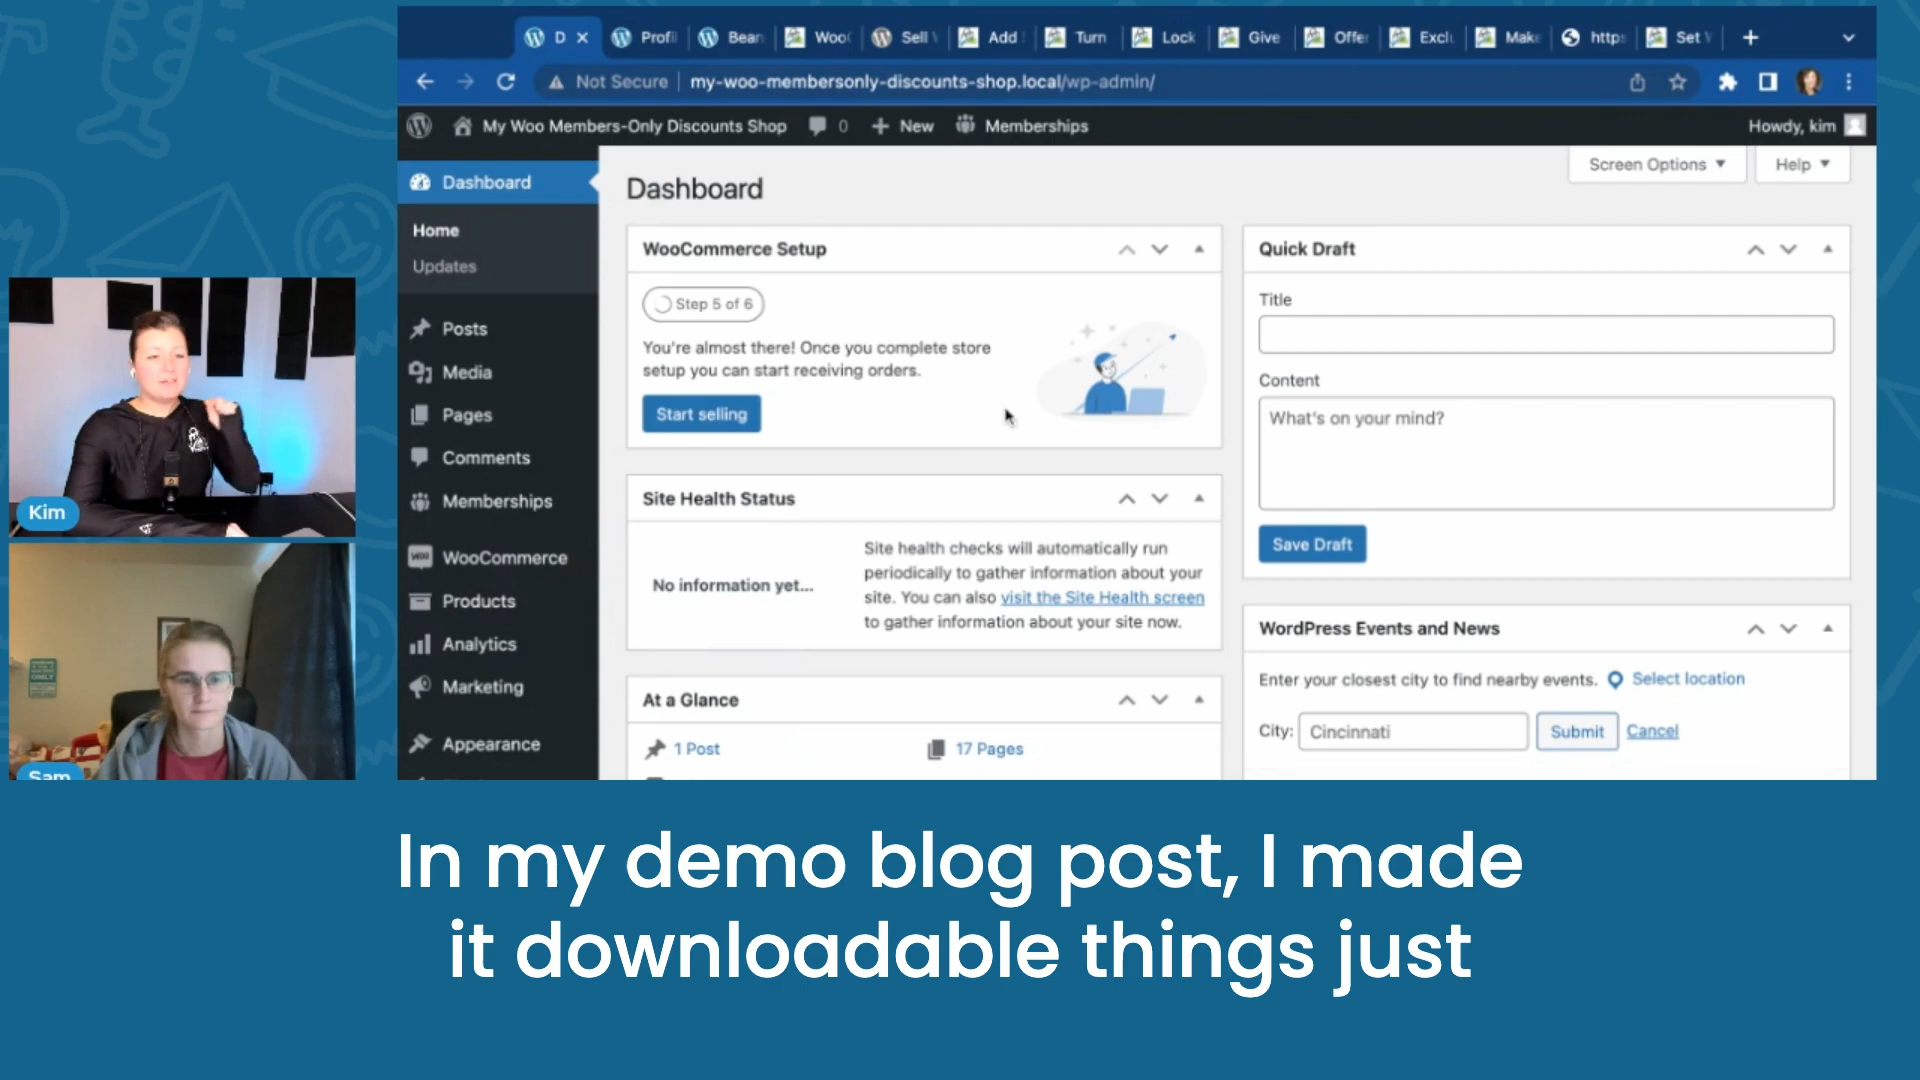 D
Profil
Bean
Woo
Sell
Add
Turn
Lock
Give
Offer
Excl
Make
http
Set
Not Secure
my-woo-membersonly-discounts-shop.local/wp-admin/
My Woo Members-Only Discounts Shop
0
New
Memberships
Howdy, kim
Dashboard
Home
Updates
Posts
Media
Pages
Comments
Memberships
WooCommerce
Products
Analytics
Marketing
Appearance
Screen Options
Help
Dashboard
WooCommerce Setup
Step 5 of 6
You're almost there! Once you complete store
setup you can start receiving orders.
Start selling
Site Health Status
No information yet...
Site health checks will automatically run
periodically to gather information about your
site. You can also visit the Site Health screen
to gather information about your site now.
At a Glance
1 Post
17 Pages
Quick Draft
Title
Content
What's on your mind?
Save Draft
WordPress Events and News
Enter your closest city to find nearby events.
Select location
City:
Cincinnati
Submit
Cancel
Kim
Sam
In my demo blog post, I made
it downloadable things just